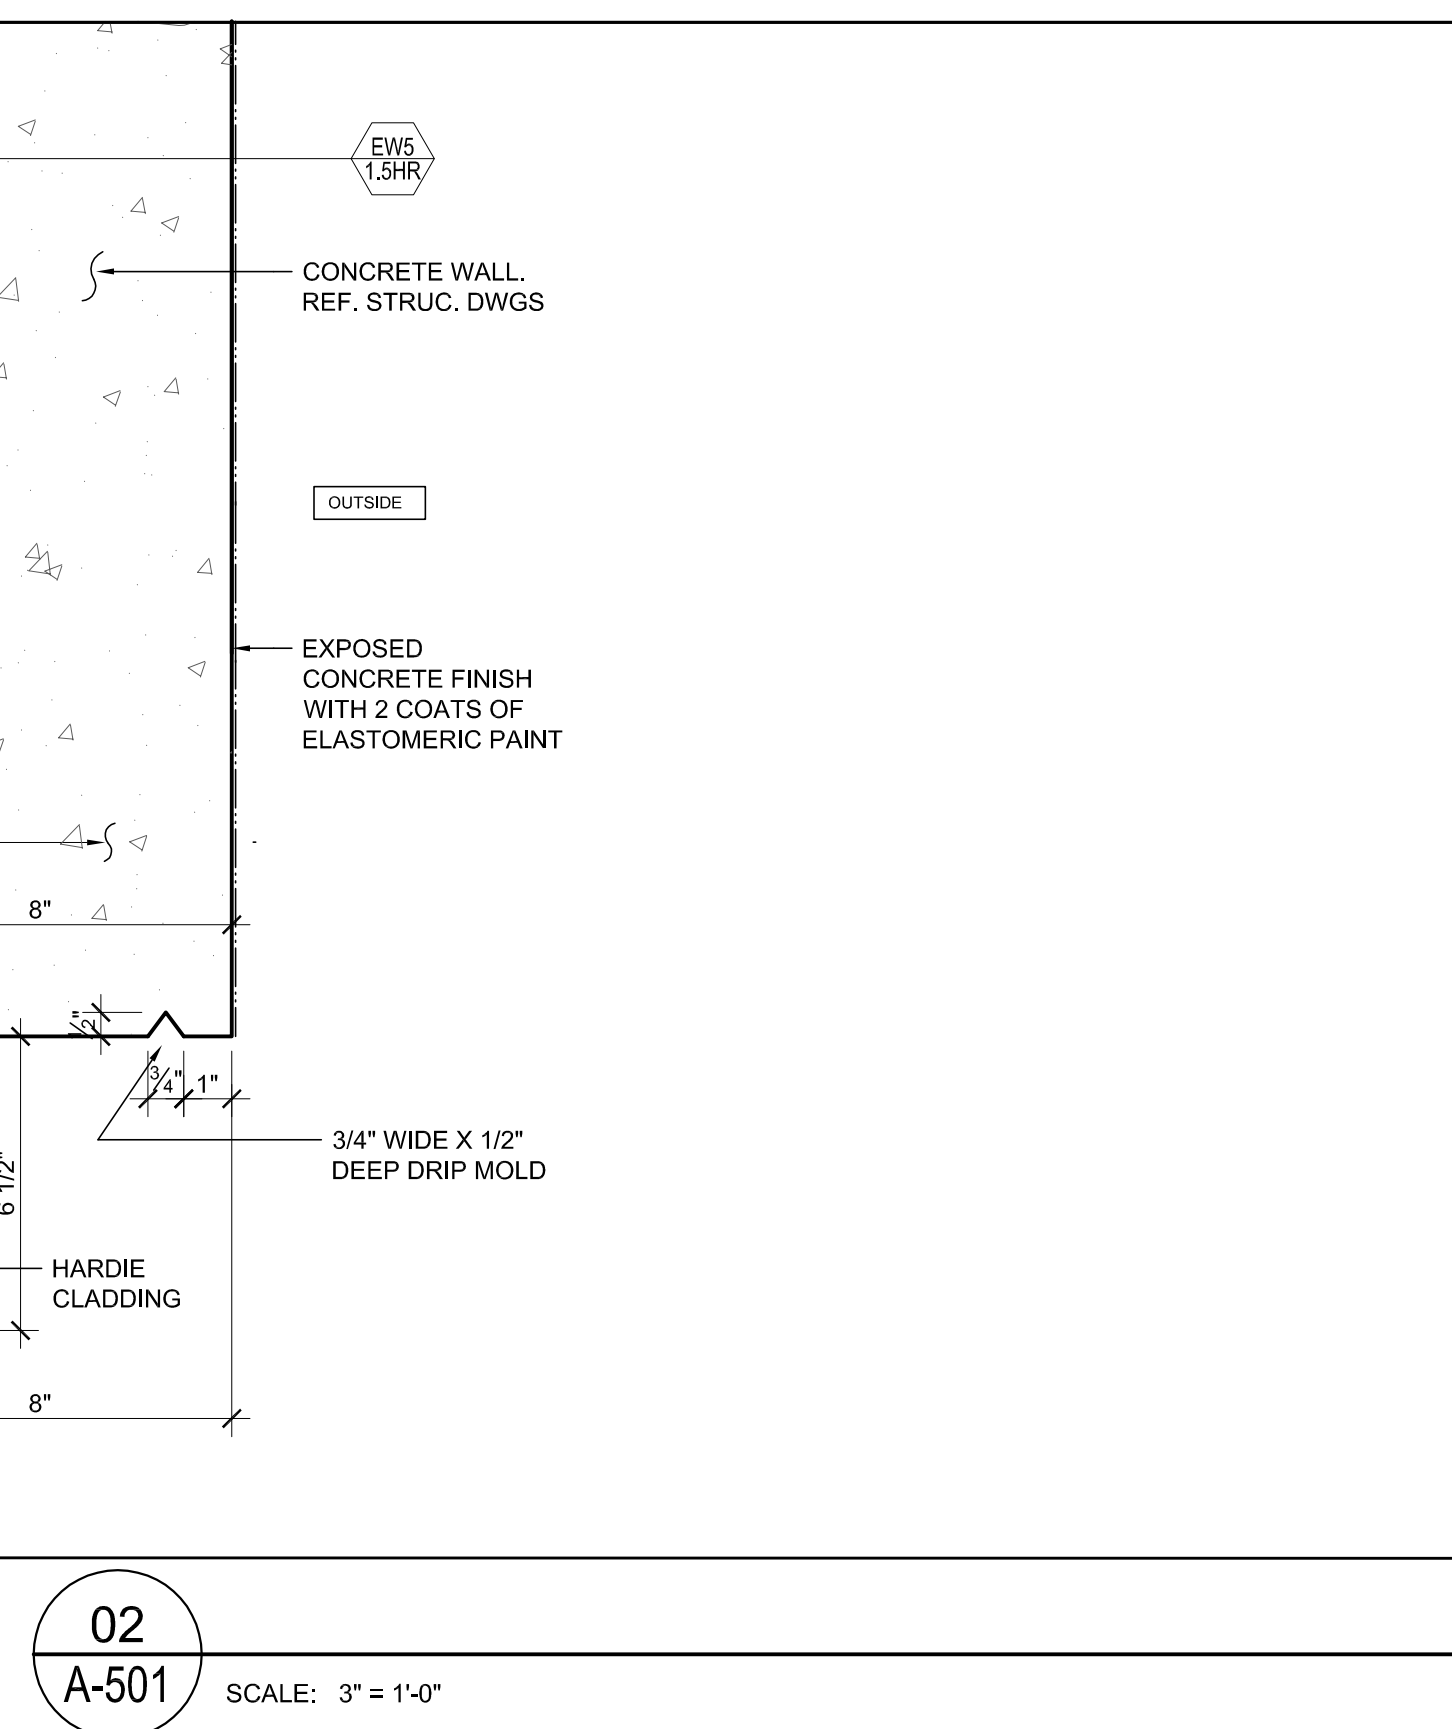 EW5
1.5HR
CONCRETE WALL.
REF. STRUC. DWGS
OUTSIDE
EXPOSED
CONCRETE FINISH
WITH 2 COATS OF
ELASTOMERIC PAINT
8"
1/2"
3/4"
1"
3/4" WIDE X 1/2"
DEEP DRIP MOLD
6 1/2"
HARDIE
CLADDING
8"
02
A-501
SCALE: 3" = 1'-0"